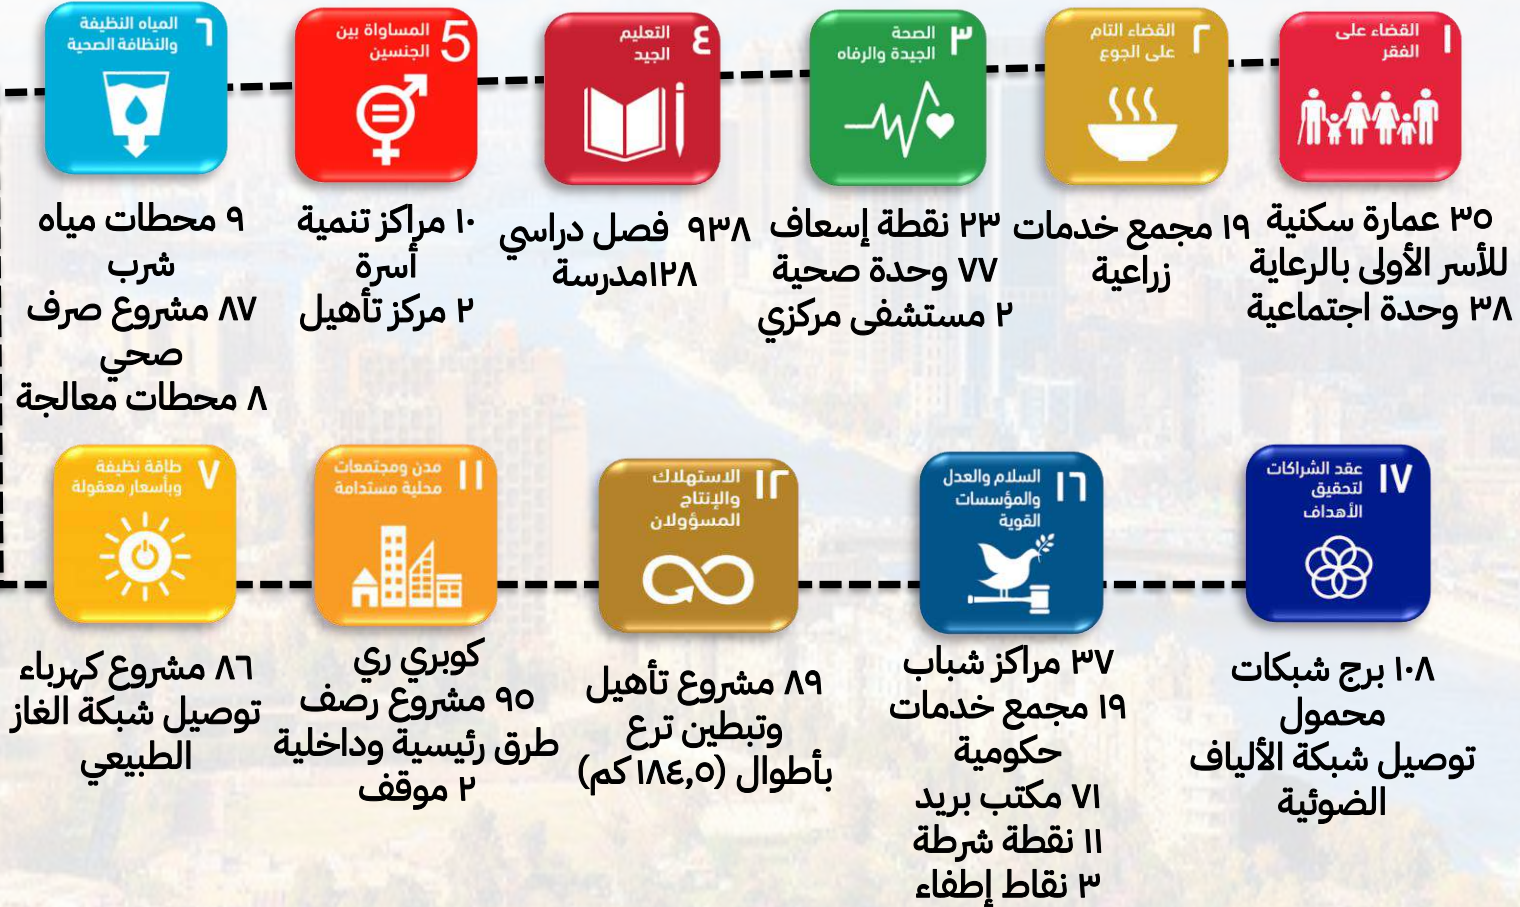 ١ القضاء على
الفقر
٣٥ عمارة سكنية
للأسر الأولى بالرعاية
٣٨ وحدة اجتماعية
٢ القضاء التام
على الجوع
١٩ مجمع خدمات
زراعية
٣ الصحة
الجيدة والرفاه
٢٣ نقطة إسعاف
٧٧ وحدة صحية
٢ مستشفى مركزي
٤ التعليم
الجيد
٩٣٨ فصل دراسي
١٢٨مدرسة
5 المساواة بين
الجنسين
١٠ مراكز تنمية
أسرة
٢ مركز تأهيل
٦ المياه النظيفة
والنظافة الصحية
٩ محطات مياه
شرب
٨٧ مشروع صرف
صحي
٨ محطات معالجة
٧ طاقة نظيفة
وبأسعار معقولة
٨٦ مشروع كهرباء
توصيل شبكة الغاز
الطبيعي
١١ مدن ومجتمعات
محلية مستدامة
كوبري ري
٩٥ مشروع رصف
طرق رئيسية وداخلية
٢ موقف
١٢ الاستهلاك
والإنتاج
المسؤولان
٨٩ مشروع تأهيل
وتبطين ترع
بأطوال (١٨٤,٥ كم)
١٦ السلام والعدل
والمؤسسات
القوية
٣٧ مراكز شباب
١٩ مجمع خدمات
حكومية
٧١ مكتب بريد
١١ نقطة شرطة
٣ نقاط إطفاء
١٧ عقد الشراكات
لتحقيق
الأهداف
١٠٨ برج شبكات
محمول
توصيل شبكة الألياف
الضوئية